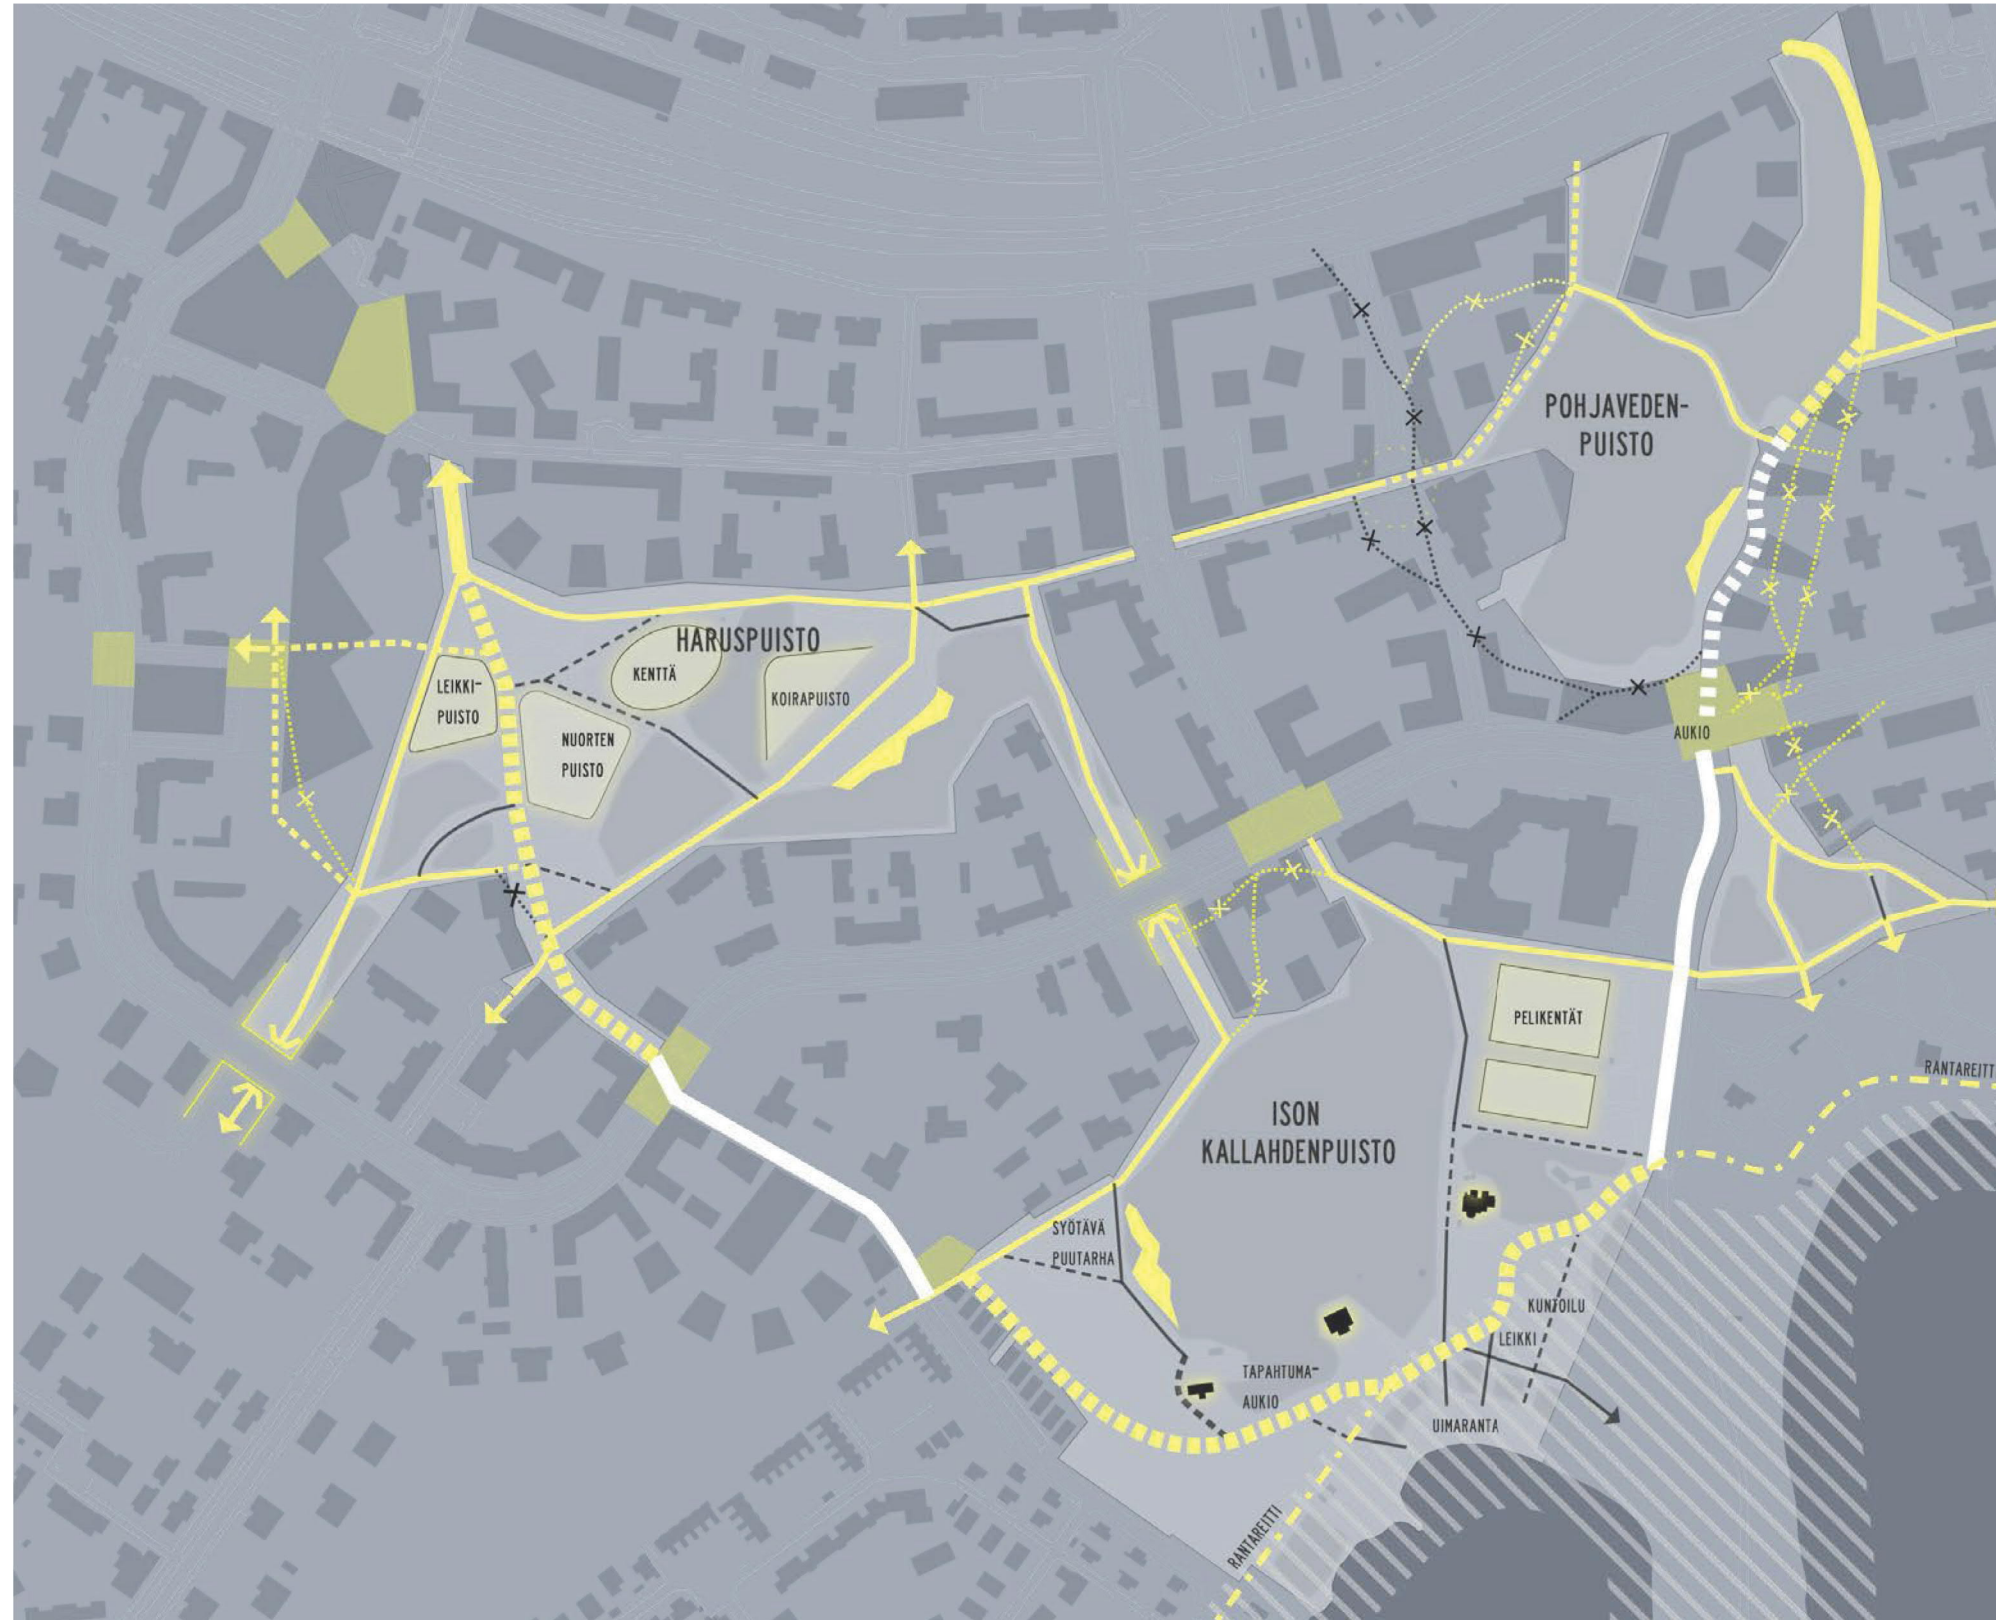 POHJAVEDEN-
PUISTO
HARUSPUISTO
KENTTÄ
LEIKKI-
PUISTO
KOIRAPUISTO
NUORTEN
PUISTO
AUKIO
PELIKENTÄT
RANTAREITTI
ISON
KALLAHDENPUISTO
SYÖTÄVÄ
PUUTARHA
KUNTOILU
LEIKKI
TAPAHTUMA-
AUKIO
UIMARANTA
RANTAREITTI